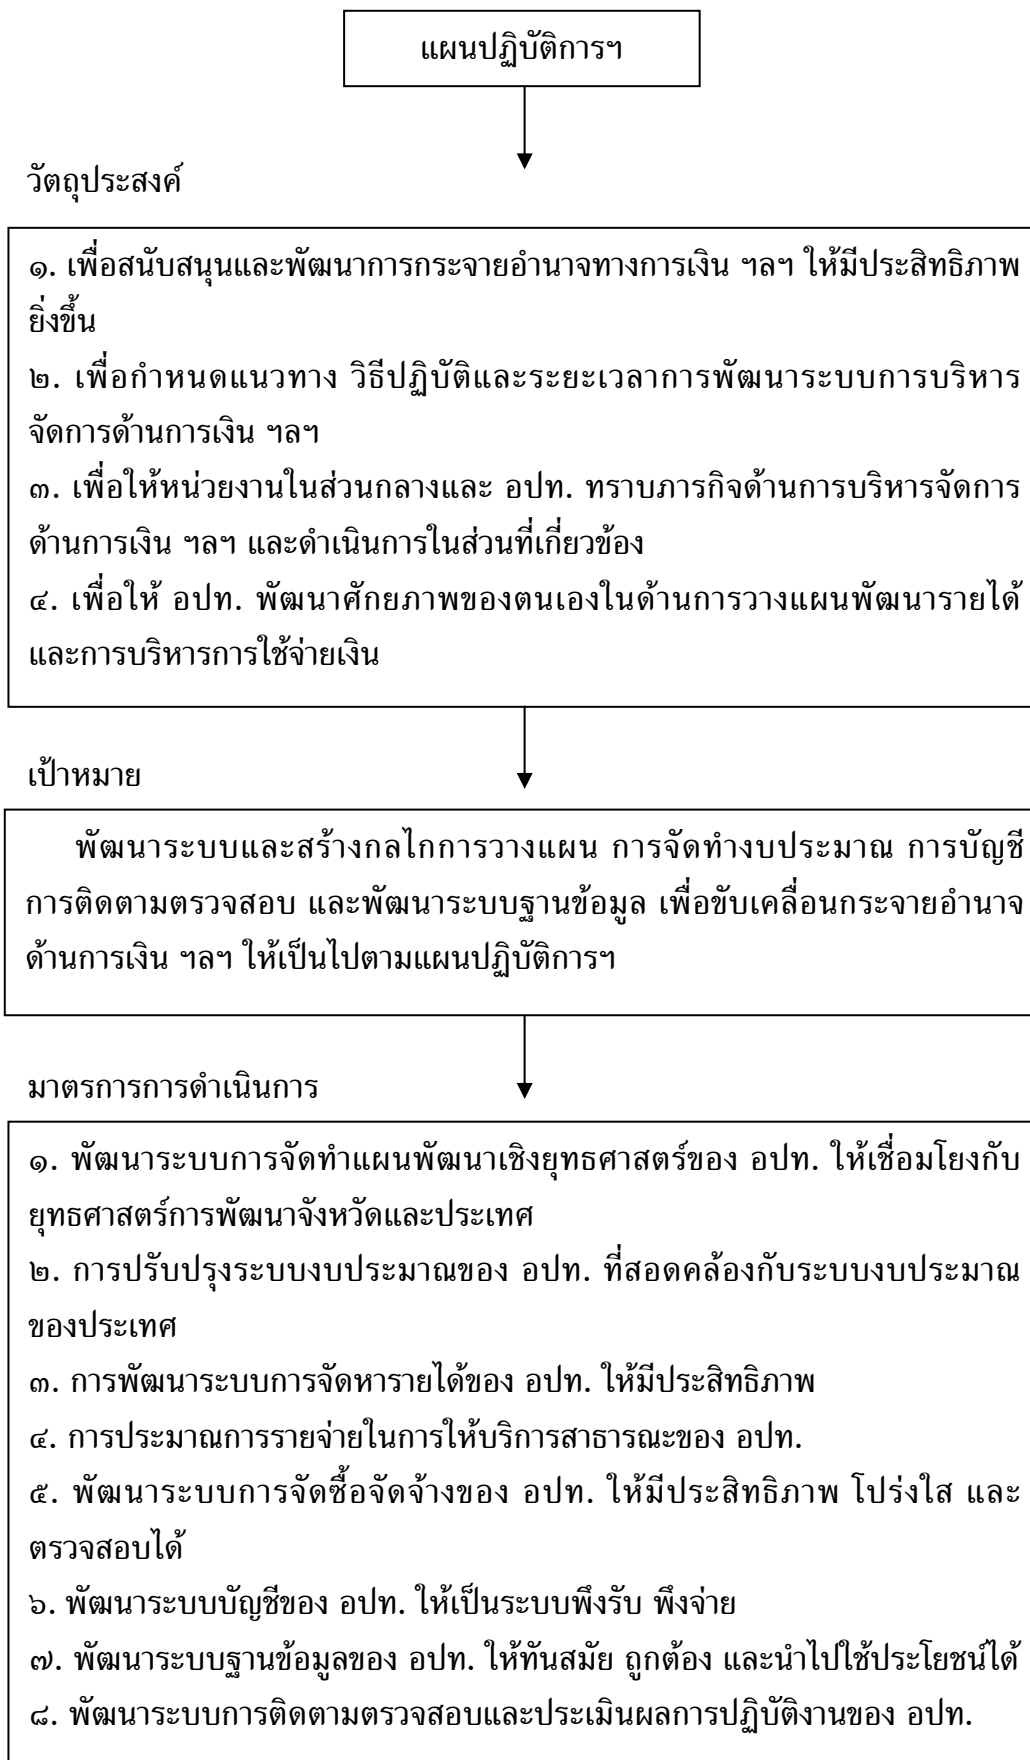 แผนปฏิบัติการฯ
วัตถุประสงค์
๑. เพื่อสนับสนุนและพัฒนาการกระจายอำนาจทางการเงิน ฯลฯ ให้มีประสิทธิภาพ
ยิ่งขึ้น
๒. เพื่อกำหนดแนวทาง วิธีปฏิบัติและระยะเวลาการพัฒนาระบบการบริหาร
จัดการด้านการเงิน ฯลฯ
๓. เพื่อให้หน่วยงานในส่วนกลางและ อปท. ทราบภารกิจด้านการบริหารจัดการ
ด้านการเงิน ฯลฯ และดำเนินการในส่วนที่เกี่ยวข้อง
๔. เพื่อให้ อปท. พัฒนาศักยภาพของตนเองในด้านการวางแผนพัฒนารายได้
และการบริหารการใช้จ่ายเงิน
เป้าหมาย
พัฒนาระบบและสร้างกลไกการวางแผน การจัดทำงบประมาณ การบัญชี
การติดตามตรวจสอบ และพัฒนาระบบฐานข้อมูล เพื่อขับเคลื่อนกระจายอำนาจ
ด้านการเงิน ฯลฯ ให้เป็นไปตามแผนปฏิบัติการฯ
มาตรการการดำเนินการ
๑. พัฒนาระบบการจัดทำแผนพัฒนาเชิงยุทธศาสตร์ของ อปท. ให้เชื่อมโยงกับ
ยุทธศาสตร์การพัฒนาจังหวัดและประเทศ
๒. การปรับปรุงระบบงบประมาณของ อปท. ที่สอดคล้องกับระบบงบประมาณ
ของประเทศ
๓. การพัฒนาระบบการจัดหารายได้ของ อปท. ให้มีประสิทธิภาพ
๔. การประมาณการรายจ่ายในการให้บริการสาธารณะของ อปท.
๕. พัฒนาระบบการจัดซื้อจัดจ้างของ อปท. ให้มีประสิทธิภาพ โปร่งใส และ
ตรวจสอบได้
๖. พัฒนาระบบบัญชีของ อปท. ให้เป็นระบบพึงรับ พึงจ่าย
๗. พัฒนาระบบฐานข้อมูลของ อปท. ให้ทันสมัย ถูกต้อง และนำไปใช้ประโยชน์ได้
๘. พัฒนาระบบการติดตามตรวจสอบและประเมินผลการปฏิบัติงานของ อปท.